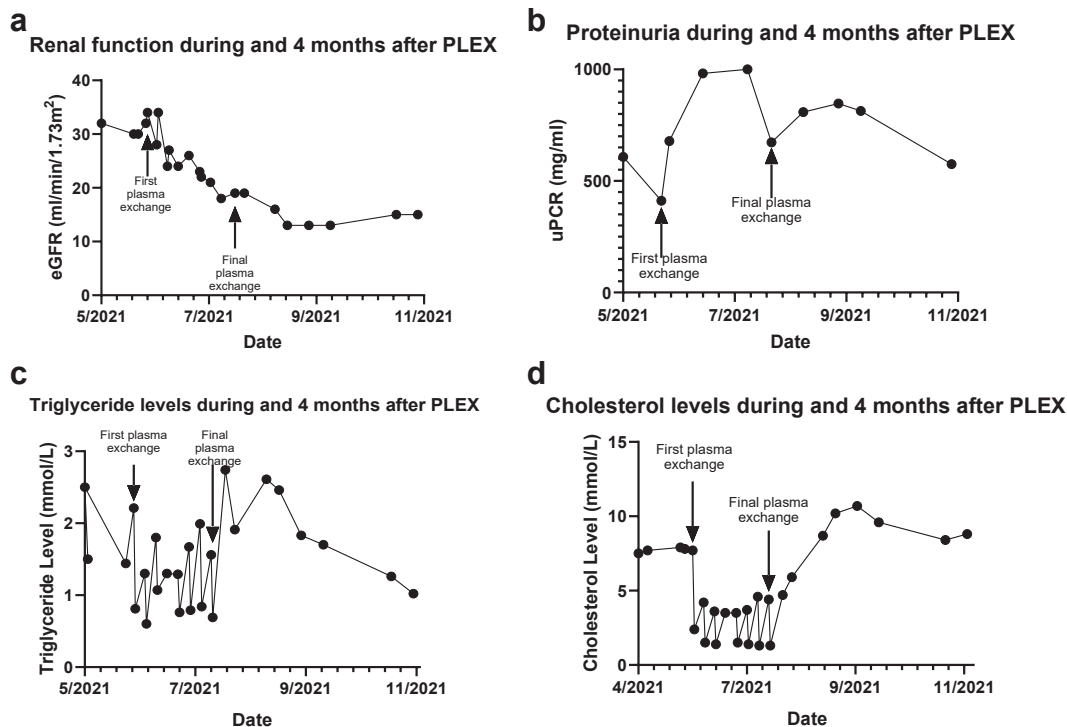 a
Renal function during and 4 months after PLEX
eGFR (ml/min/1.73m²)
40
30
20
10
0
First
plasma
exchange
Final
plasma
exchange
5/2021
7/2021
9/2021
11/2021
Date
b
Proteinuria during and 4 months after PLEX
uPCR (mg/ml)
1000
500
0
First plasma
exchange
Final plasma
exchange
5/2021
7/2021
9/2021
11/2021
Date
c
Triglyceride levels during and 4 months after PLEX
Triglyceride Level (mmol/L)
3
2
1
0
First plasma
exchange
Final
plasma
exchange
5/2021
7/2021
9/2021
11/2021
Date
d
Cholesterol levels during and 4 months after PLEX
Cholesterol Level (mmol/L)
15
10
5
0
First plasma
exchange
Final plasma
exchange
4/2021
7/2021
9/2021
11/2021
Date